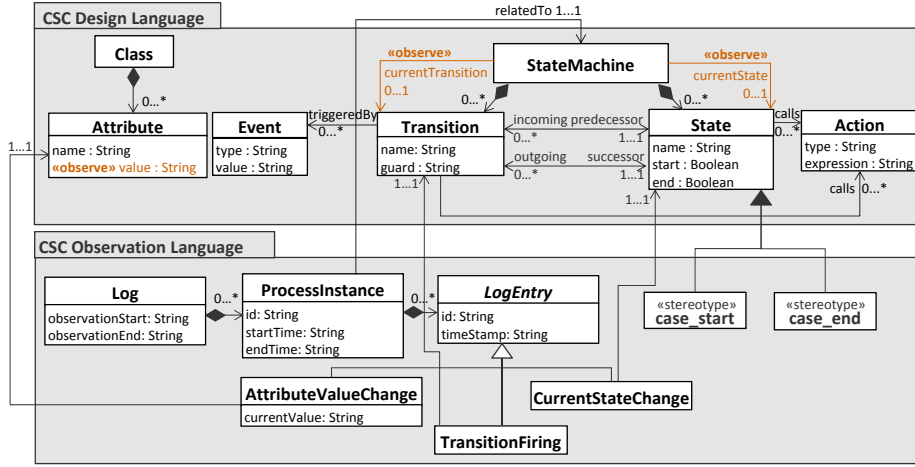 CSC Design Language
relatedTo 1...1
Class
0...*
StateMachine
«observe»
currentTransition
0...1
0...*
0...*
«observe»
currentState
0...1
Attribute
name : String
«observe» value : String
1...1
Event
type : String
value : String
triggeredBy
0...*
Transition
name: String
guard : String
1...1
incoming predecessor
0...* 1...1
outgoing successor
0...* 1...1
State
name : String
start : Boolean
end : Boolean
1...1
calls
0...*
Action
type : String
expression : String
calls 0...*
CSC Observation Language
Log
observationStart: String
observationEnd: String
0...*
ProcessInstance
id: String
startTime: String
endTime: String
0...*
LogEntry
id: String
timeStamp: String
«stereotype»
case_start
«stereotype»
case_end
AttributeValueChange
currentValue: String
CurrentStateChange
TransitionFiring